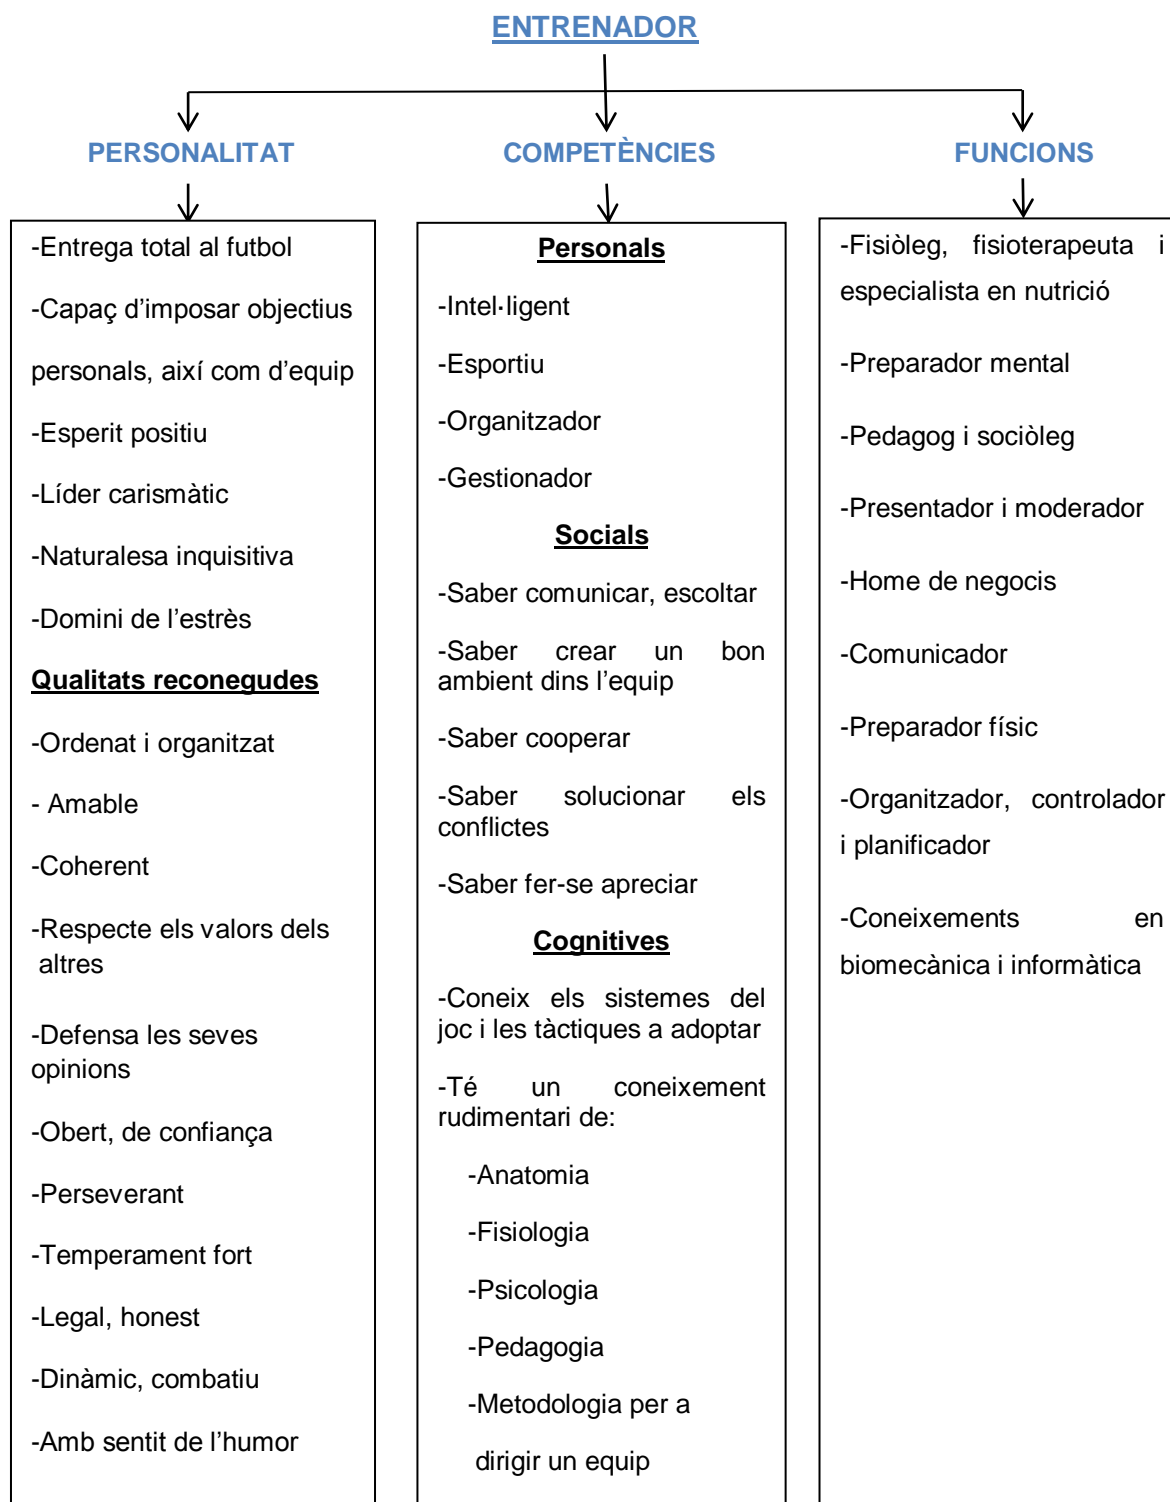 ENTRENADOR
PERSONALITAT
COMPETÈNCIES
FUNCIONS
-Entrega total al futbol
-Capaç d’imposar objectius
personals, així com d’equip
-Esperit positiu
-Líder carismàtic
-Naturalesa inquisitiva
-Domini de l’estrès
Qualitats reconegudes
-Ordenat i organitzat
- Amable
-Coherent
-Respecte els valors dels
altres
-Defensa les seves
opinions
-Obert, de confiança
-Perseverant
-Temperament fort
-Legal, honest
-Dinàmic, combatiu
-Amb sentit de l’humor
Personals
-Intel·ligent
-Esportiu
-Organitzador
-Gestionador
Socials
-Saber comunicar, escoltar
-Saber crear un bon
ambient dins l’equip
-Saber cooperar
-Saber solucionar els
conflictes
-Saber fer-se apreciar
Cognitives
-Coneix els sistemes del
joc i les tàctiques a adoptar
-Té un coneixement
rudimentari de:
-Anatomia
-Fisiologia
-Psicologia
-Pedagogia
-Metodologia per a
dirigir un equip
-Fisiòleg, fisioterapeuta i
especialista en nutrició
-Preparador mental
-Pedagog i sociòleg
-Presentador i moderador
-Home de negocis
-Comunicador
-Preparador físic
-Organitzador, controlador
i planificador
-Coneixements en
biomecànica i informàtica